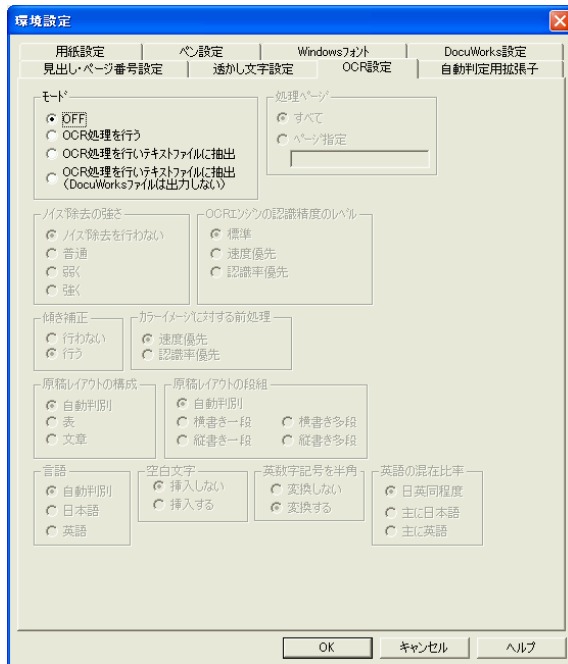 環境設定
用紙設定 ペン設定 Windowsフォント DocuWorks設定
見出し・ページ番号設定 透かし文字設定 OCR設定 自動判定用拡張子
モード
OFF
OCR処理を行う
OCR処理を行いテキストファイルに抽出
OCR処理を行いテキストファイルに抽出
(DocuWorksファイルは出力しない)
処理ページ
すべて
ページ指定
ノイズ除去の強さ
ノイズ除去を行わない
普通
弱く
強く
OCRエンジンの認識精度のレベル
標準
速度優先
認識率優先
傾き補正
行わない
行う
カラーイメージに対する前処理
速度優先
認識率優先
原稿レイアウトの構成
自動判別
表
文章
原稿レイアウトの段組
自動判別
横書き一段 横書き多段
縦書き一段 縦書き多段
言語
自動判別
日本語
英語
空白文字
挿入しない
挿入する
英数字記号を半角
変換しない
変換する
英語の混在比率
日英同程度
主に日本語
主に英語
OK キャンセル ヘルプ